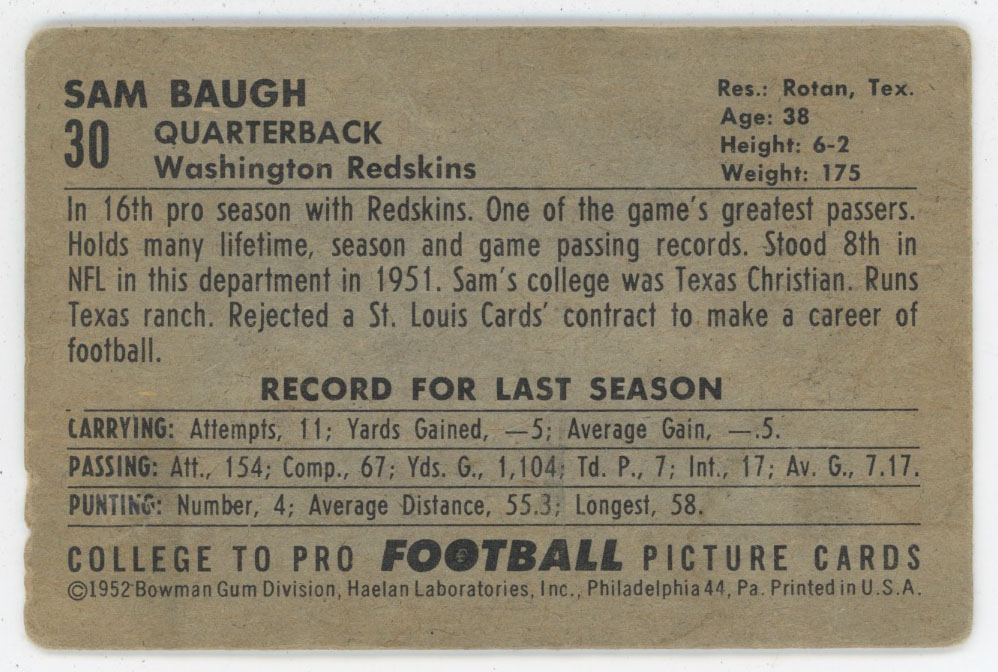 SAM BAUGH
30 QUARTERBACK
Washington Redskins
Res.: Rotan, Tex.
Age: 38
Height: 6-2
Weight: 175
In 16th pro season with Redskins. One of the game's greatest passers.
Holds many lifetime, season and game passing records. Stood 8th in
NFL in this department in 1951. Sam's college was Texas Christian. Runs
Texas ranch. Rejected a St. Louis Cards' contract to make a career of
football.
RECORD FOR LAST SEASON
CARRYING: Attempts, 11; Yards Gained, —5; Average Gain, —.5.
PASSING: Att., 154; Comp., 67; Yds. G., 1,104; Td. P., 7; Int., 17; Av. G., 7.17.
PUNTING: Number, 4; Average Distance, 55.3; Longest, 58.
COLLEGE TO PRO FOOTBALL PICTURE CARDS
©1952 Bowman Gum Division, Haelan Laboratories, Inc., Philadelphia 44, Pa. Printed in U.S.A.